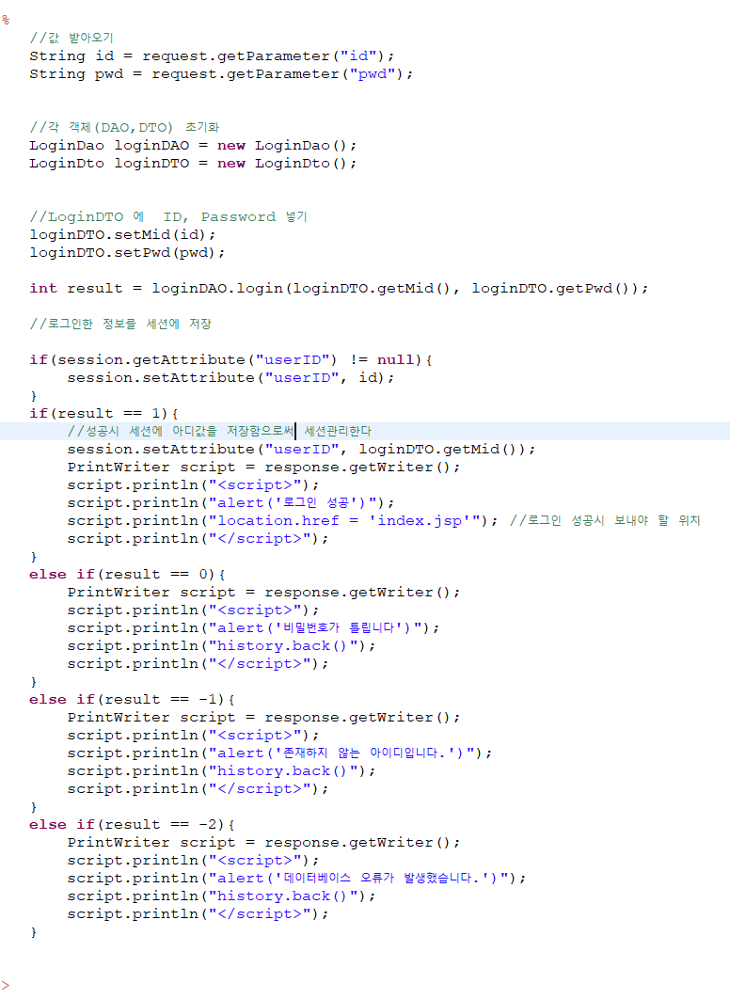 %
//값 받아오기
String id = request.getParameter("id");
String pwd = request.getParameter("pwd");
//각 객체(DAO,DTO) 초기화
LoginDao loginDAO = new LoginDao();
LoginDto loginDTO = new LoginDto();
//LoginDTO 에  ID, Password 넣기
loginDTO.setMid(id);
loginDTO.setPwd(pwd);
int result = loginDAO.login(loginDTO.getMid(), loginDTO.getPwd());
//로그인한 정보를 세션에 저장
if(session.getAttribute("userID") != null){
    session.setAttribute("userID", id);
}
if(result == 1){
    //성공시 세션에 아디값을 저장함으로써 세션관리한다
    session.setAttribute("userID", loginDTO.getMid());
    PrintWriter script = response.getWriter();
    script.println("<script>");
    script.println("alert('로그인 성공')");
    script.println("location.href = 'index.jsp'"); //로그인 성공시 보내야 할 위치
    script.println("</script>");
}
else if(result == 0){
    PrintWriter script = response.getWriter();
    script.println("<script>");
    script.println("alert('비밀번호가 틀립니다')");
    script.println("history.back()");
    script.println("</script>");
}
else if(result == -1){
    PrintWriter script = response.getWriter();
    script.println("<script>");
    script.println("alert('존재하지 않는 아이디입니다.')");
    script.println("history.back()");
    script.println("</script>");
}
else if(result == -2){
    PrintWriter script = response.getWriter();
    script.println("<script>");
    script.println("alert('데이터베이스 오류가 발생했습니다.')");
    script.println("history.back()");
    script.println("</script>");
}
>